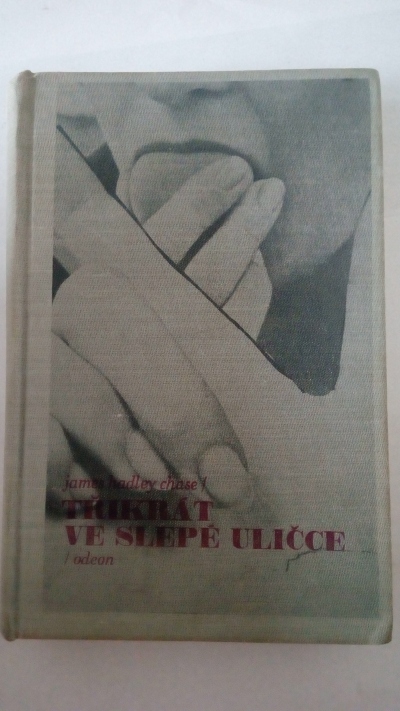 james hadley chase /
TŘIKRÁT
VE SLEPÉ ULIČCE
/ odeon